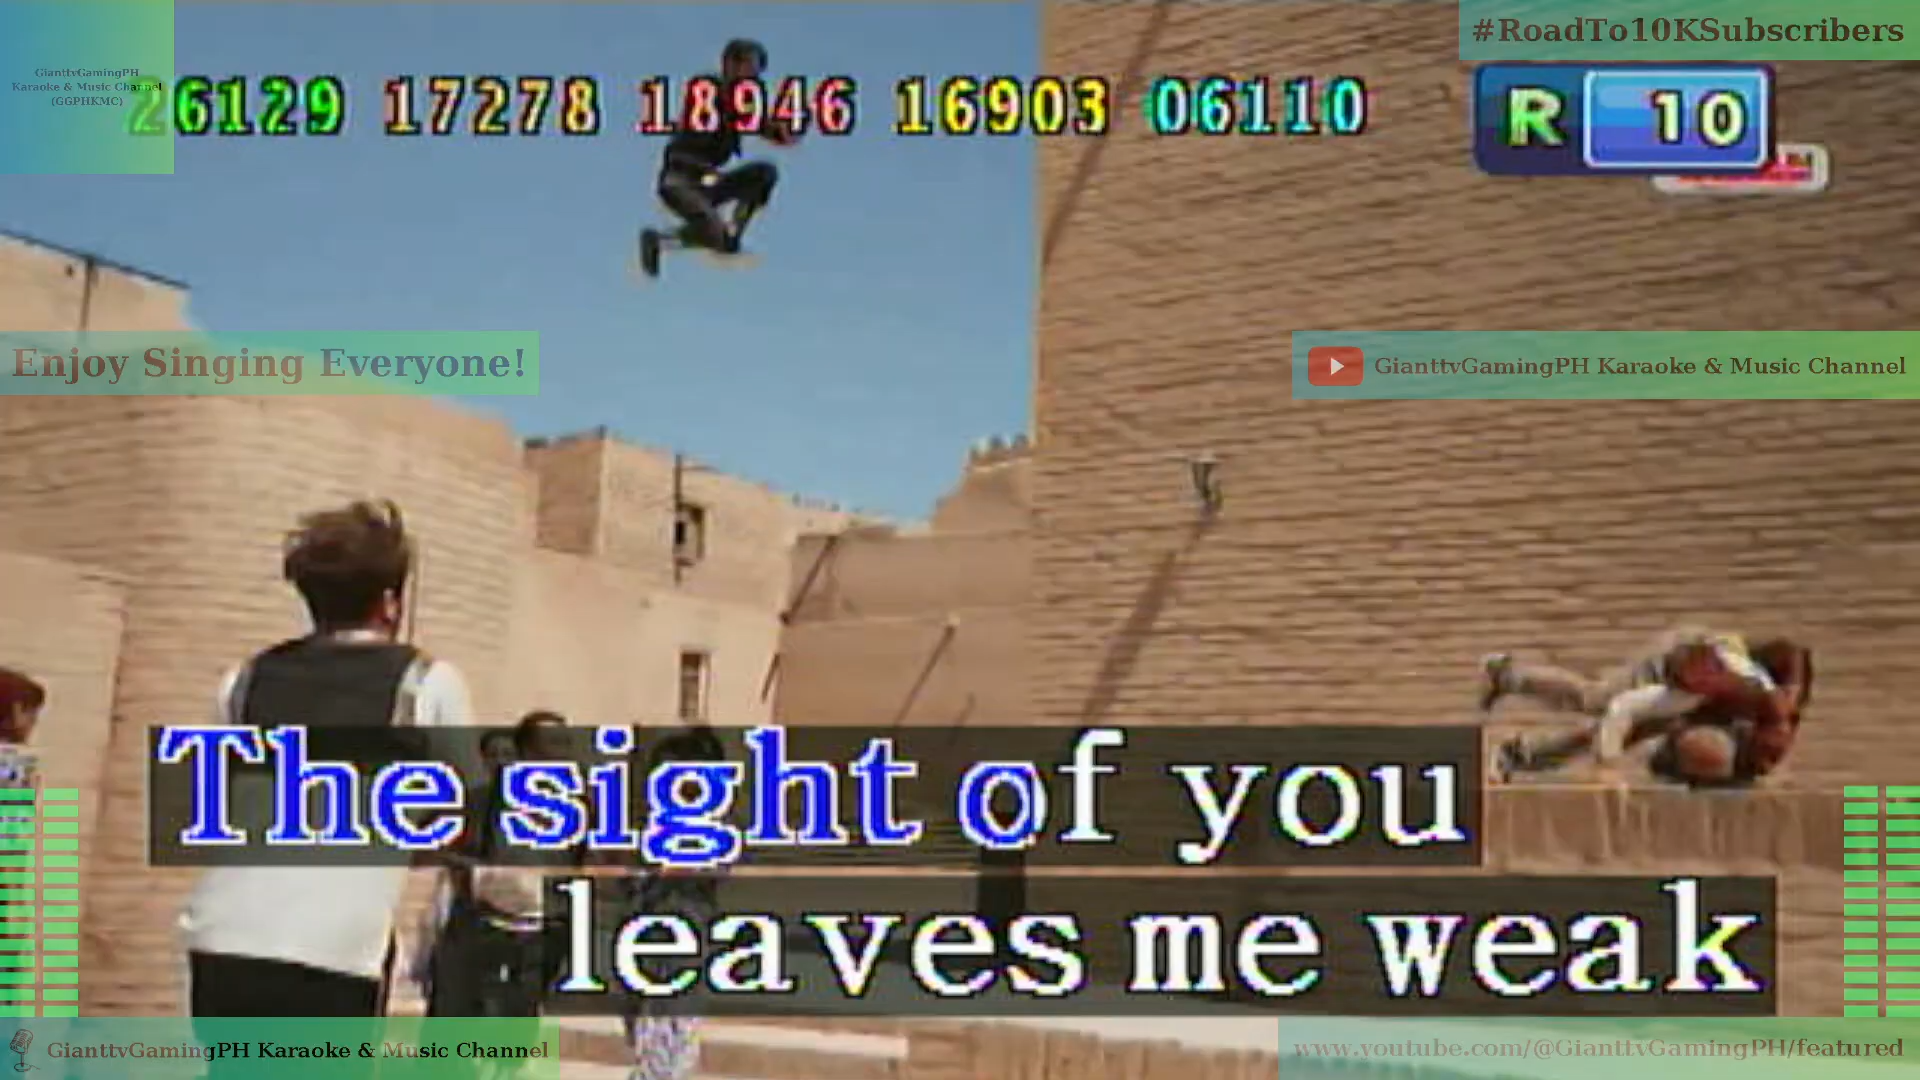 #RoadTo10KSubscribers
GianttvGamingPH
Karaoke & Music Channel
(GGPHKMC)
26129 17278 18946 16903 06110
R 10
Enjoy Singing Everyone!
GianttvGamingPH Karaoke & Music Channel
The sight of you
leaves me weak
GianttvGamingPH Karaoke & Music Channel
www.youtube.com/@GianttvGamingPH/featured